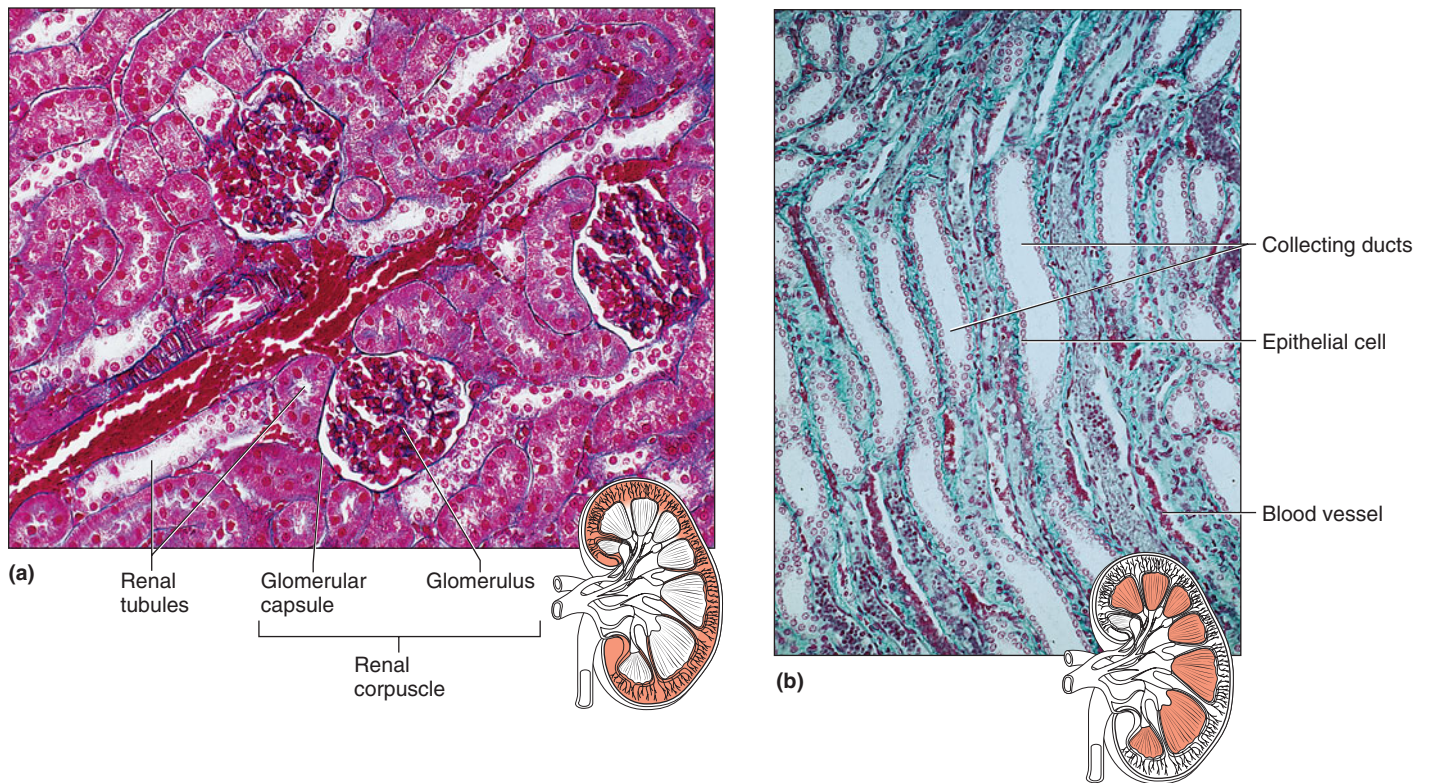 (a)
Renal
tubules
Glomerular
capsule
Glomerulus
Renal
corpuscle
Collecting ducts
Epithelial cell
Blood vessel
(b)